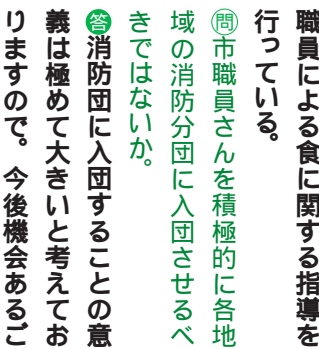 職員による食に関する指導を
行っている。
問市職員さんを積極的に各地
域の消防分団に入団させるべ
きではないか。
答消防団に入団することの意
義は極めて大きいと考えてお
りますので。今後機会あるご